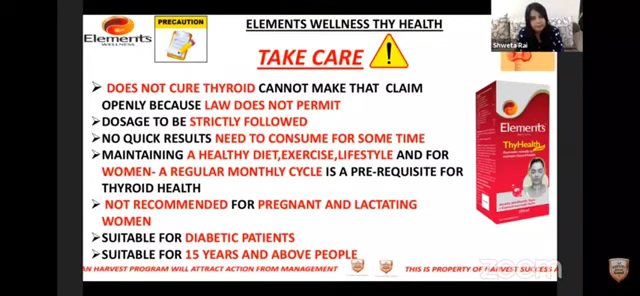 Elements
WELLNESS
PRECAUTION
ELEMENTS WELLNESS THY HEALTH
Shweta Rai
TAKE CARE
➢ DOES NOT CURE THYROID CANNOT MAKE THAT CLAIM
OPENLY BECAUSE LAW DOES NOT PERMIT
➢ DOSAGE TO BE STRICTLY FOLLOWED
➢ NO QUICK RESULTS NEED TO CONSUME FOR SOME TIME
➢ MAINTAINING A HEALTHY DIET,EXERCISE,LIFESTYLE AND FOR
WOMEN- A REGULAR MONTHLY CYCLE IS A PRE-REQUISITE FOR
THYROID HEALTH
➢ NOT RECOMMENDED FOR PREGNANT AND LACTATING
WOMEN
➢ SUITABLE FOR DIABETIC PATIENTS
➢ SUITABLE FOR 15 YEARS AND ABOVE PEOPLE
Elements
ThyHealth
AN HARVEST PROGRAM WILL ATTRACT ACTION FROM MANAGEMENT
THIS IS PROPERTY OF HARVEST SUCCESS A
zoom